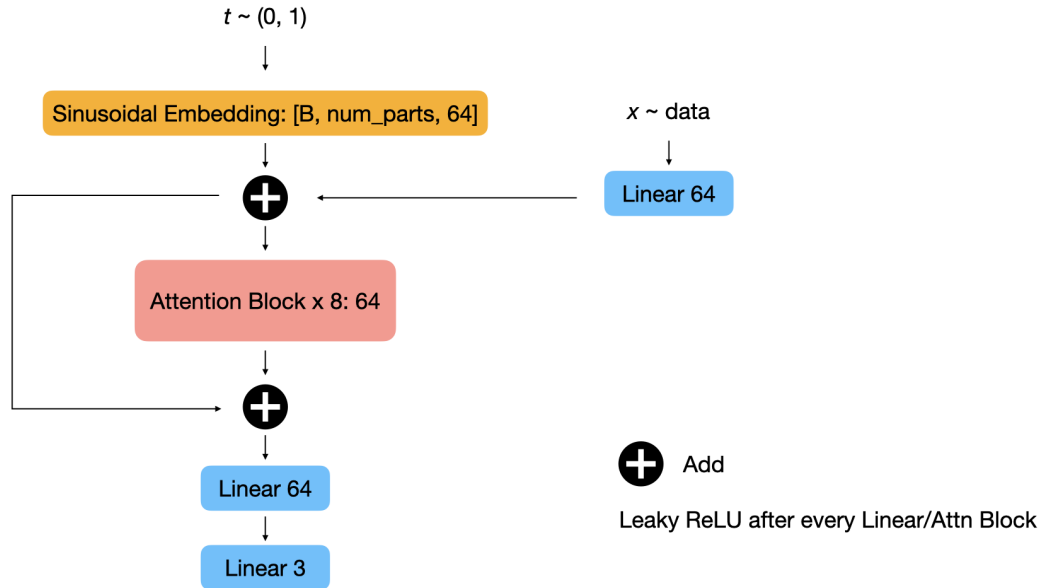 t ~ (0, 1)
Sinusoidal Embedding: [B, num_parts, 64]
x ~ data
Linear 64
Attention Block x 8: 64
Linear 64
Linear 3
Add
Leaky ReLU after every Linear/Attn Block